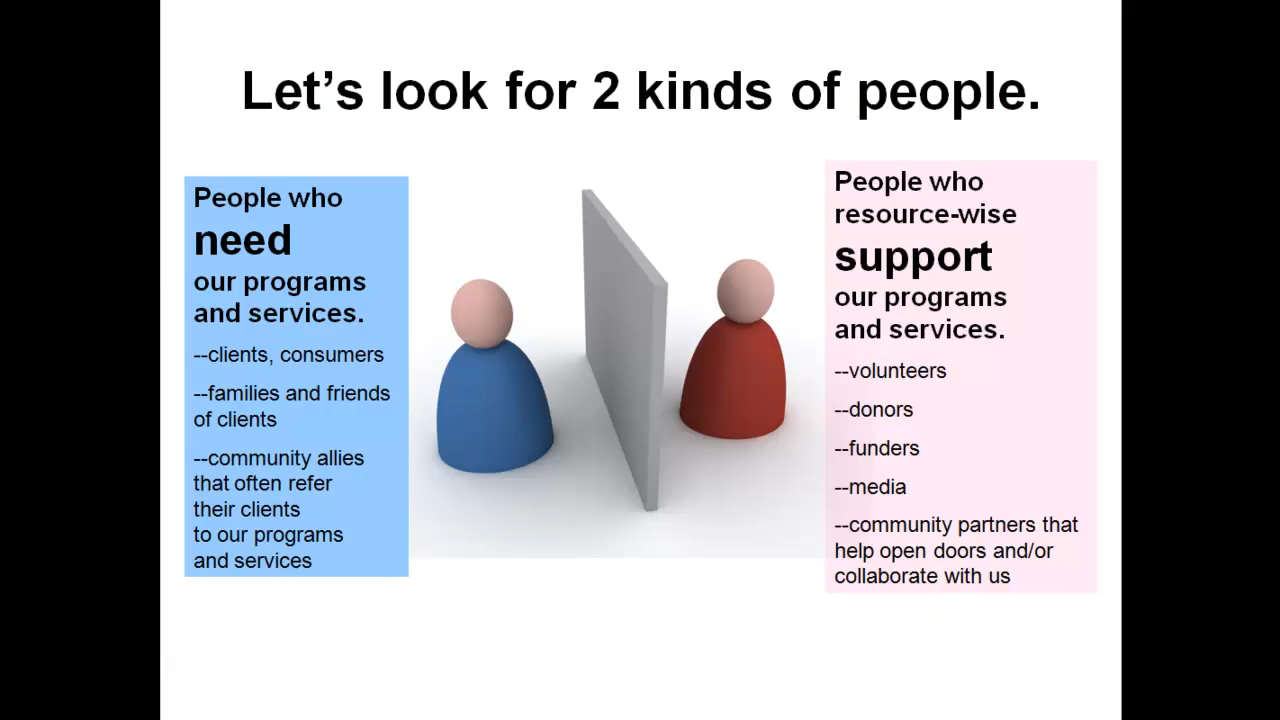 Let’s look for 2 kinds of people.
People who
need
our programs
and services.
--clients, consumers
--families and friends
of clients
--community allies
that often refer
their clients
to our programs
and services
People who
resource-wise
support
our programs
and services.
--volunteers
--donors
--funders
--media
--community partners that
help open doors and/or
collaborate with us